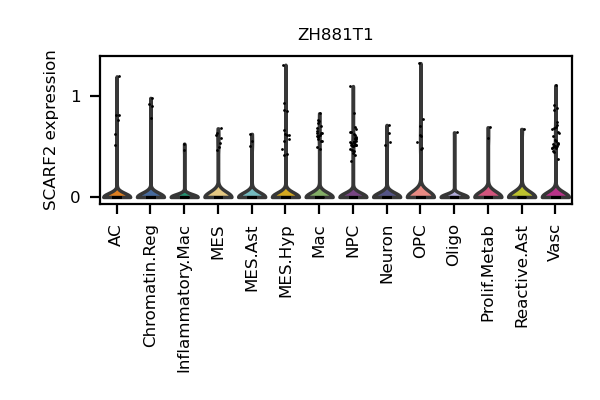 ZH881T1
SCARF2 expression
1
0
AC
Chromatin.Reg
Inflammatory.Mac
MES
MES.Ast
MES.Hyp
Mac
NPC
Neuron
OPC
Oligo
Prolif.Metab
Reactive.Ast
Vasc